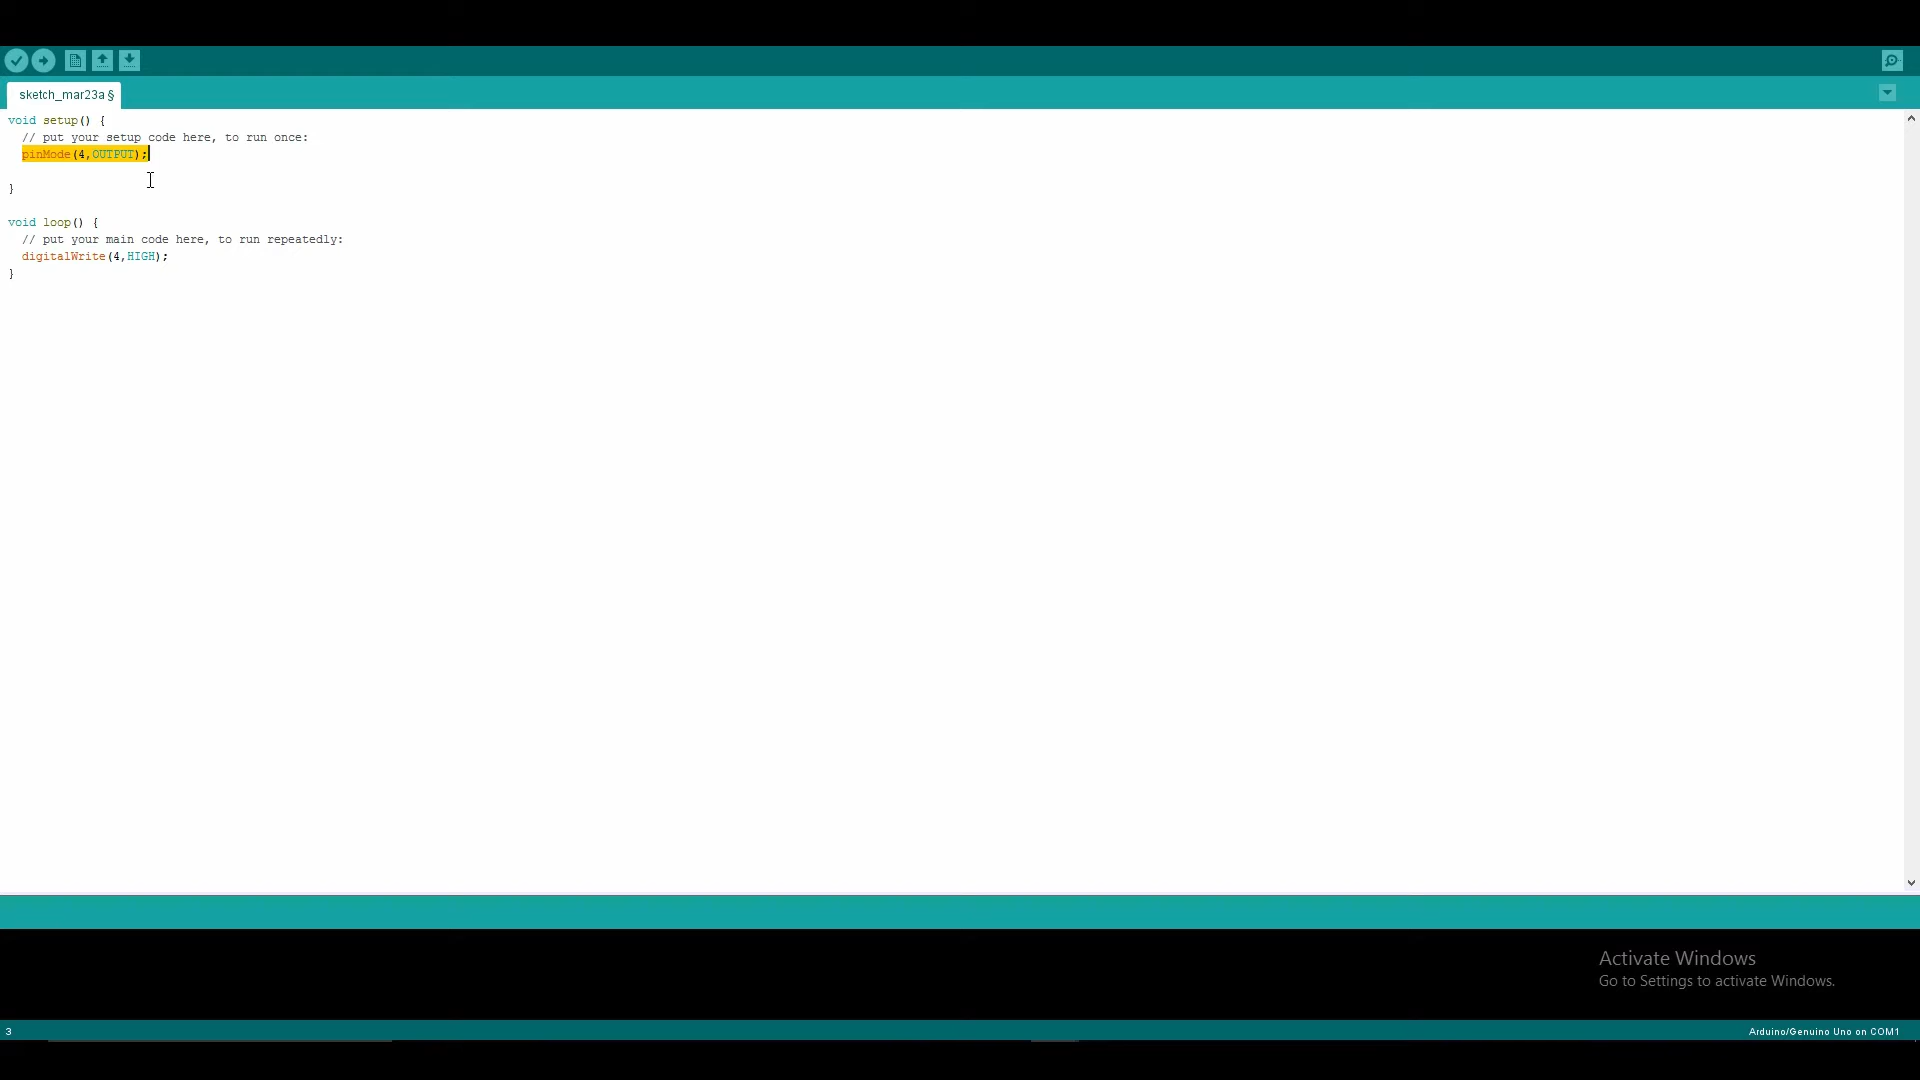 sketch_mar23a §
void setup() {
// put your setup code here, to run once:
pinMode(4,OUTPUT);
}
void loop() {
// put your main code here, to run repeatedly:
digitalWrite(4,HIGH);
}
Activate Windows
Go to Settings to activate Windows.
3
Arduino/Genuino Uno on COM1